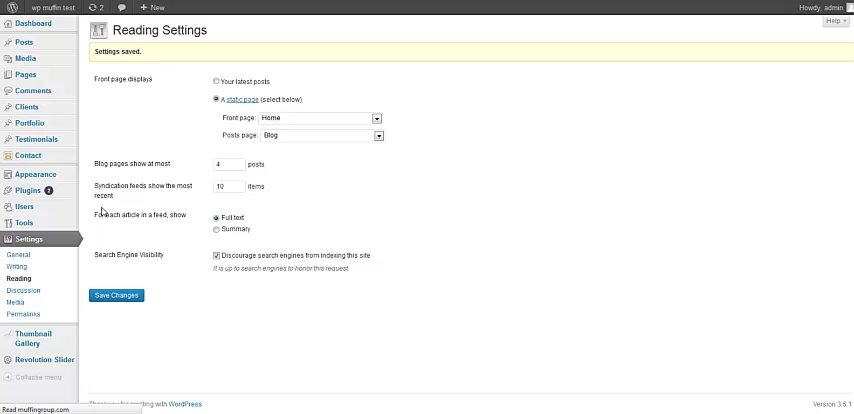 wp muffin test 2 + New Howdy, admin
Dashboard
Reading Settings
Help
Posts
Settings saved.
Media
Pages
Front page displays
Your latest posts
Comments
A static page (select below)
Clients
Front page: Home
Portfolio
Posts page: Blog
Testimonials
Contact
Blog pages show at most 4 posts
Appearance
Plugins 2
Syndication feeds show the most recent 10 items
Users
For each article in a feed, show
Full text
Tools
Summary
Settings
General
Search Engine Visibility
Discourage search engines from indexing this site
Writing
It is up to search engines to honor this request.
Reading
Discussion
Save Changes
Media
Permalinks
Thumbnail
Gallery
Revolution Slider
Collapse menu
with WordPress.
Version 3.6.1
Read muffingroup.com